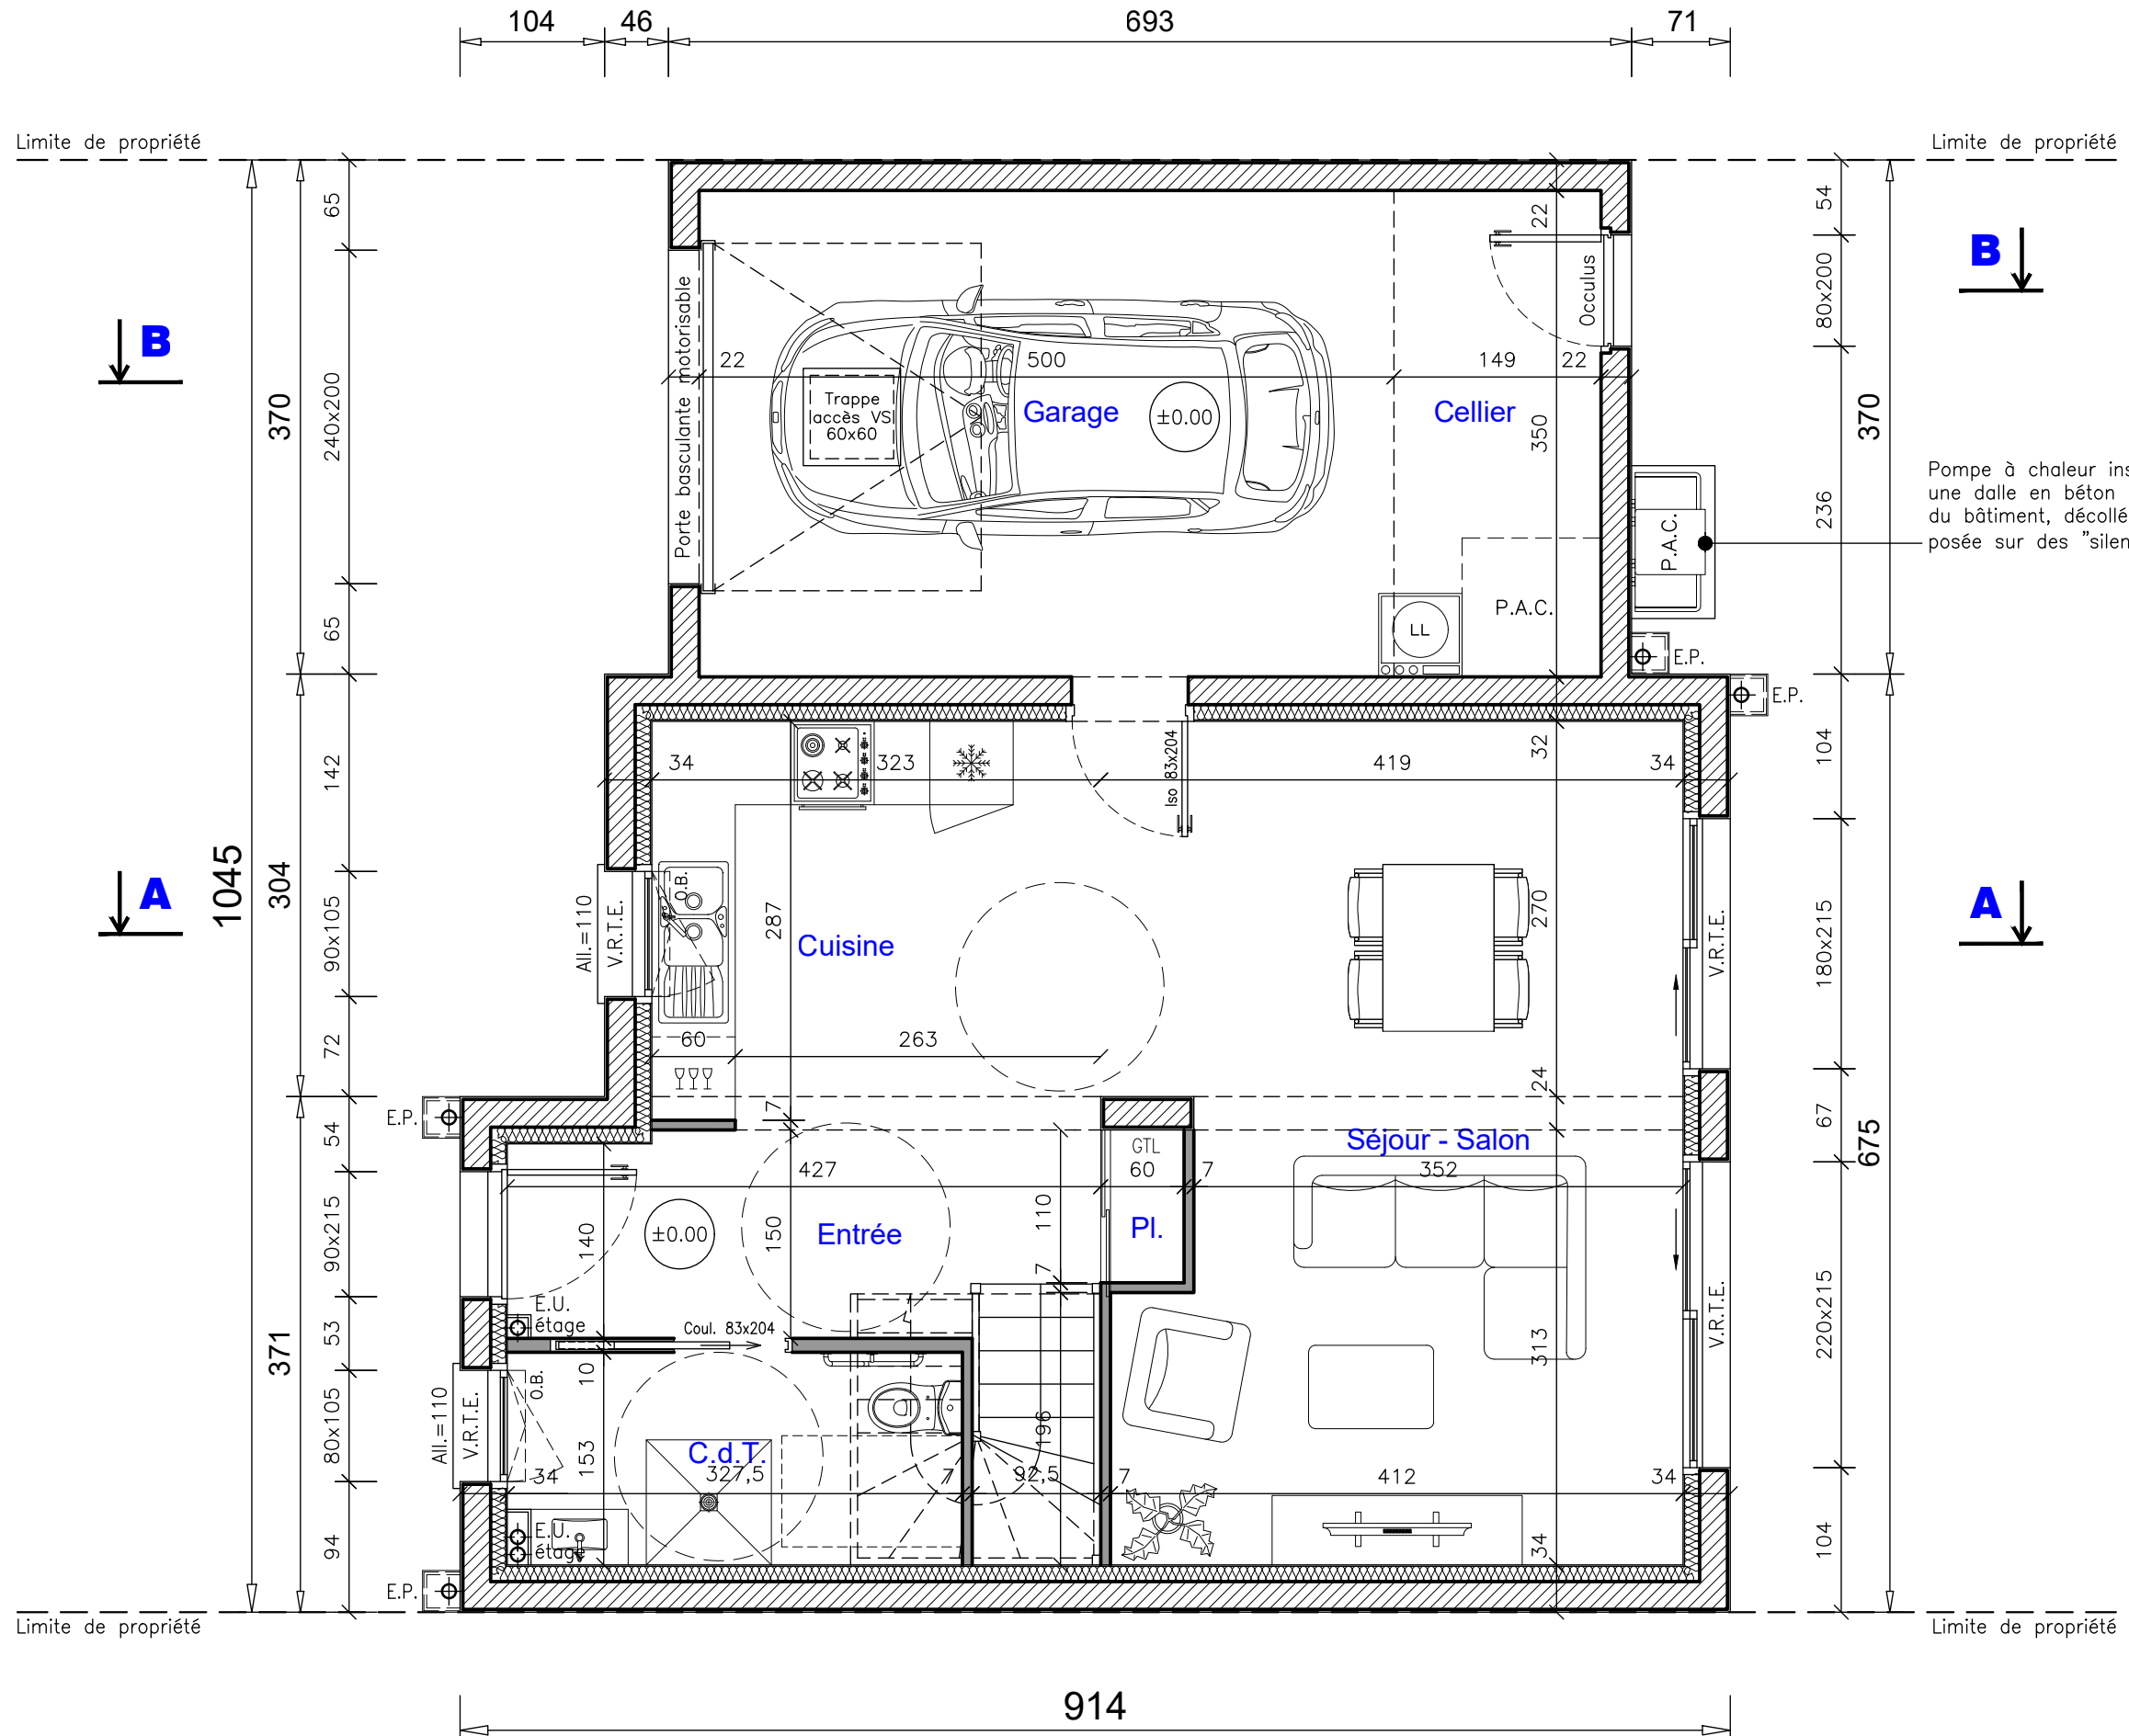 104
46
693
71
Limite de propriété
Limite de propriété
65
54
22
B
B
80x200
Occulus
Porte basculante motorisable
240x200
370
22
500
149
22
Trappe
accès VS
60x60
Garage
±0.00
Cellier
350
370
236
Pompe à chaleur ins
une dalle en béton
du bâtiment, décollé
posée sur des "silen
P.A.C.
P.A.C.
LL
65
E.P.
E.P.
142
34
323
Iso 83x204
419
32
34
104
1045
304
A
A
All.=110
V.R.T.E.
O.B.
90x105
287
Cuisine
270
V.R.T.E.
180x215
72
60
263
24
67
675
E.P.
54
7
GTL
60
7
Séjour - Salon
352
427
90x215
140
±0.00
150
Entrée
110
Pl.
7
E.U.
étage
Coul. 83x204
53
371
10
313
V.R.T.E.
220x215
All.=110
V.R.T.E.
O.B.
80x105
153
34
C.d.T.
327,5
7
196
92,5
7
412
34
E.U.
étage
94
34
104
E.P.
Limite de propriété
Limite de propriété
914